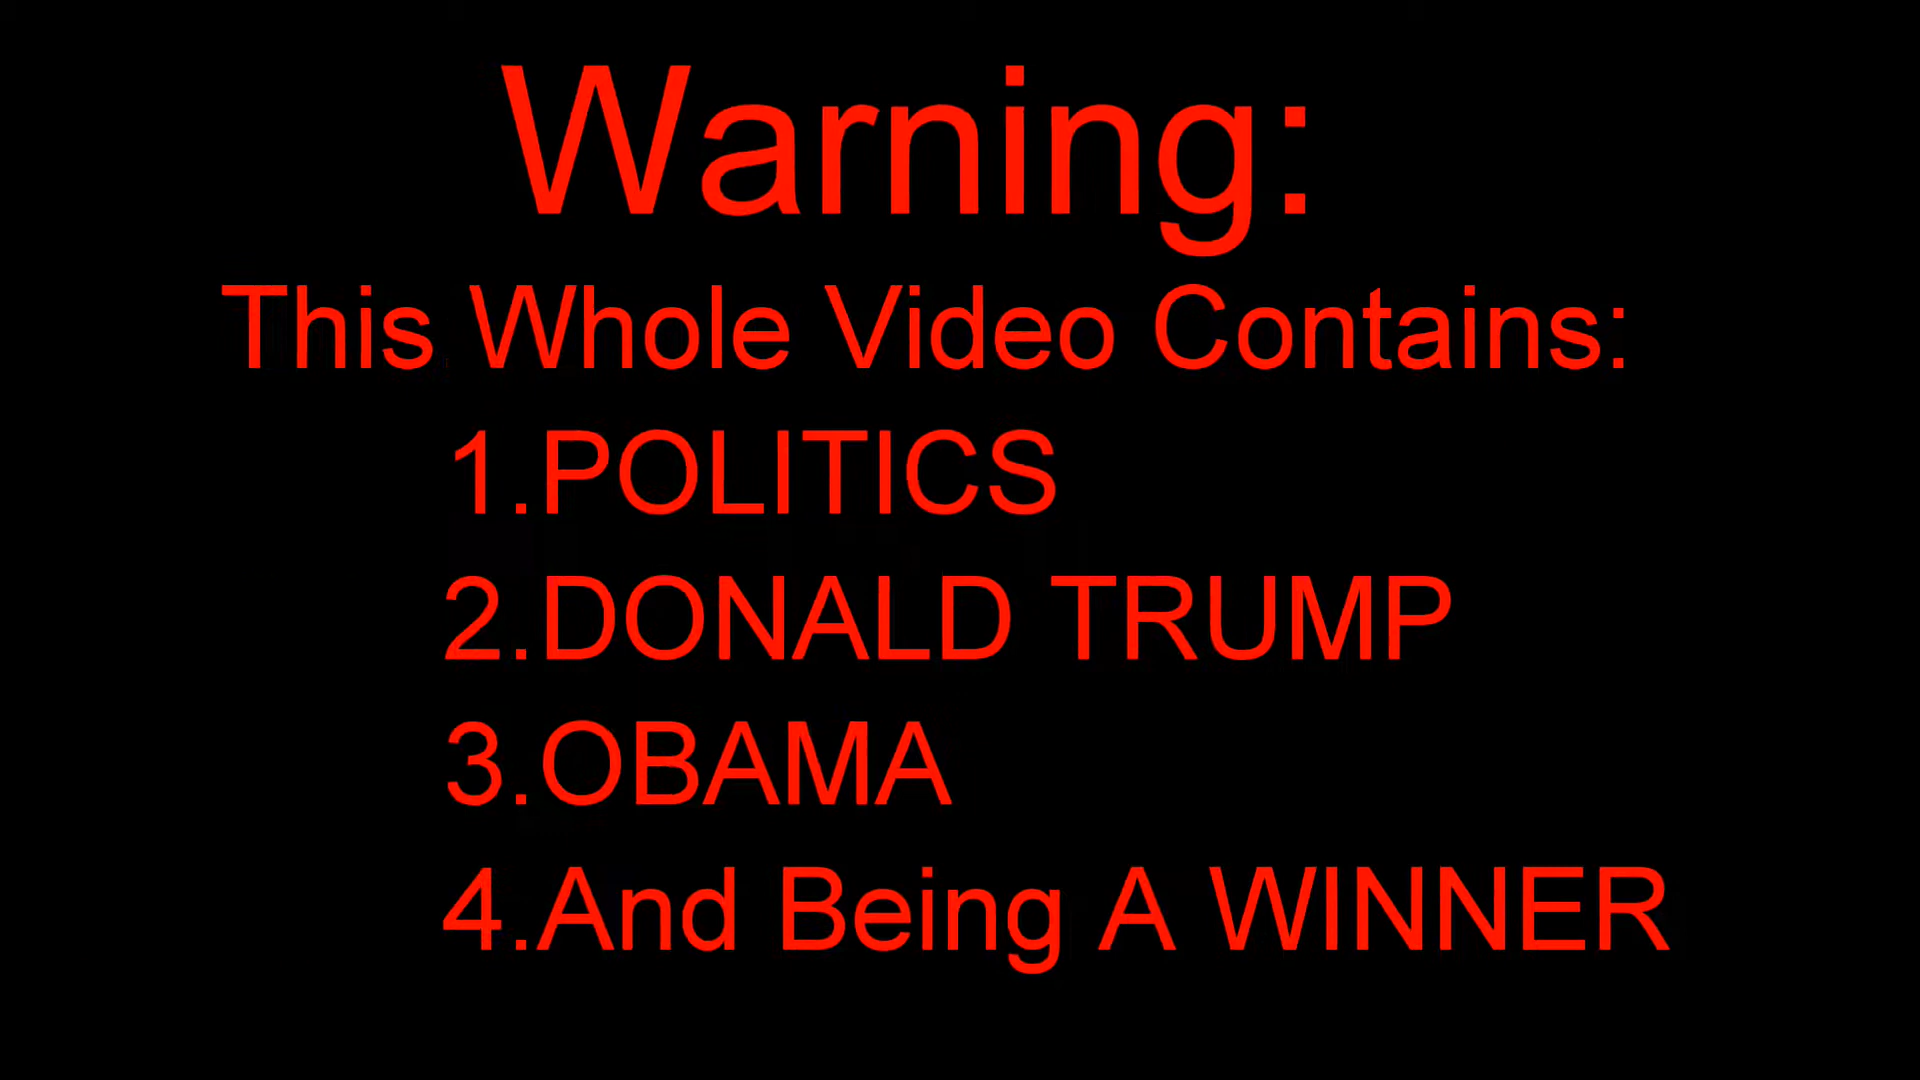 Warning:
This Whole Video Contains:
1.POLITICS
2.DONALD TRUMP
3.OBAMA
4.And Being A WINNER